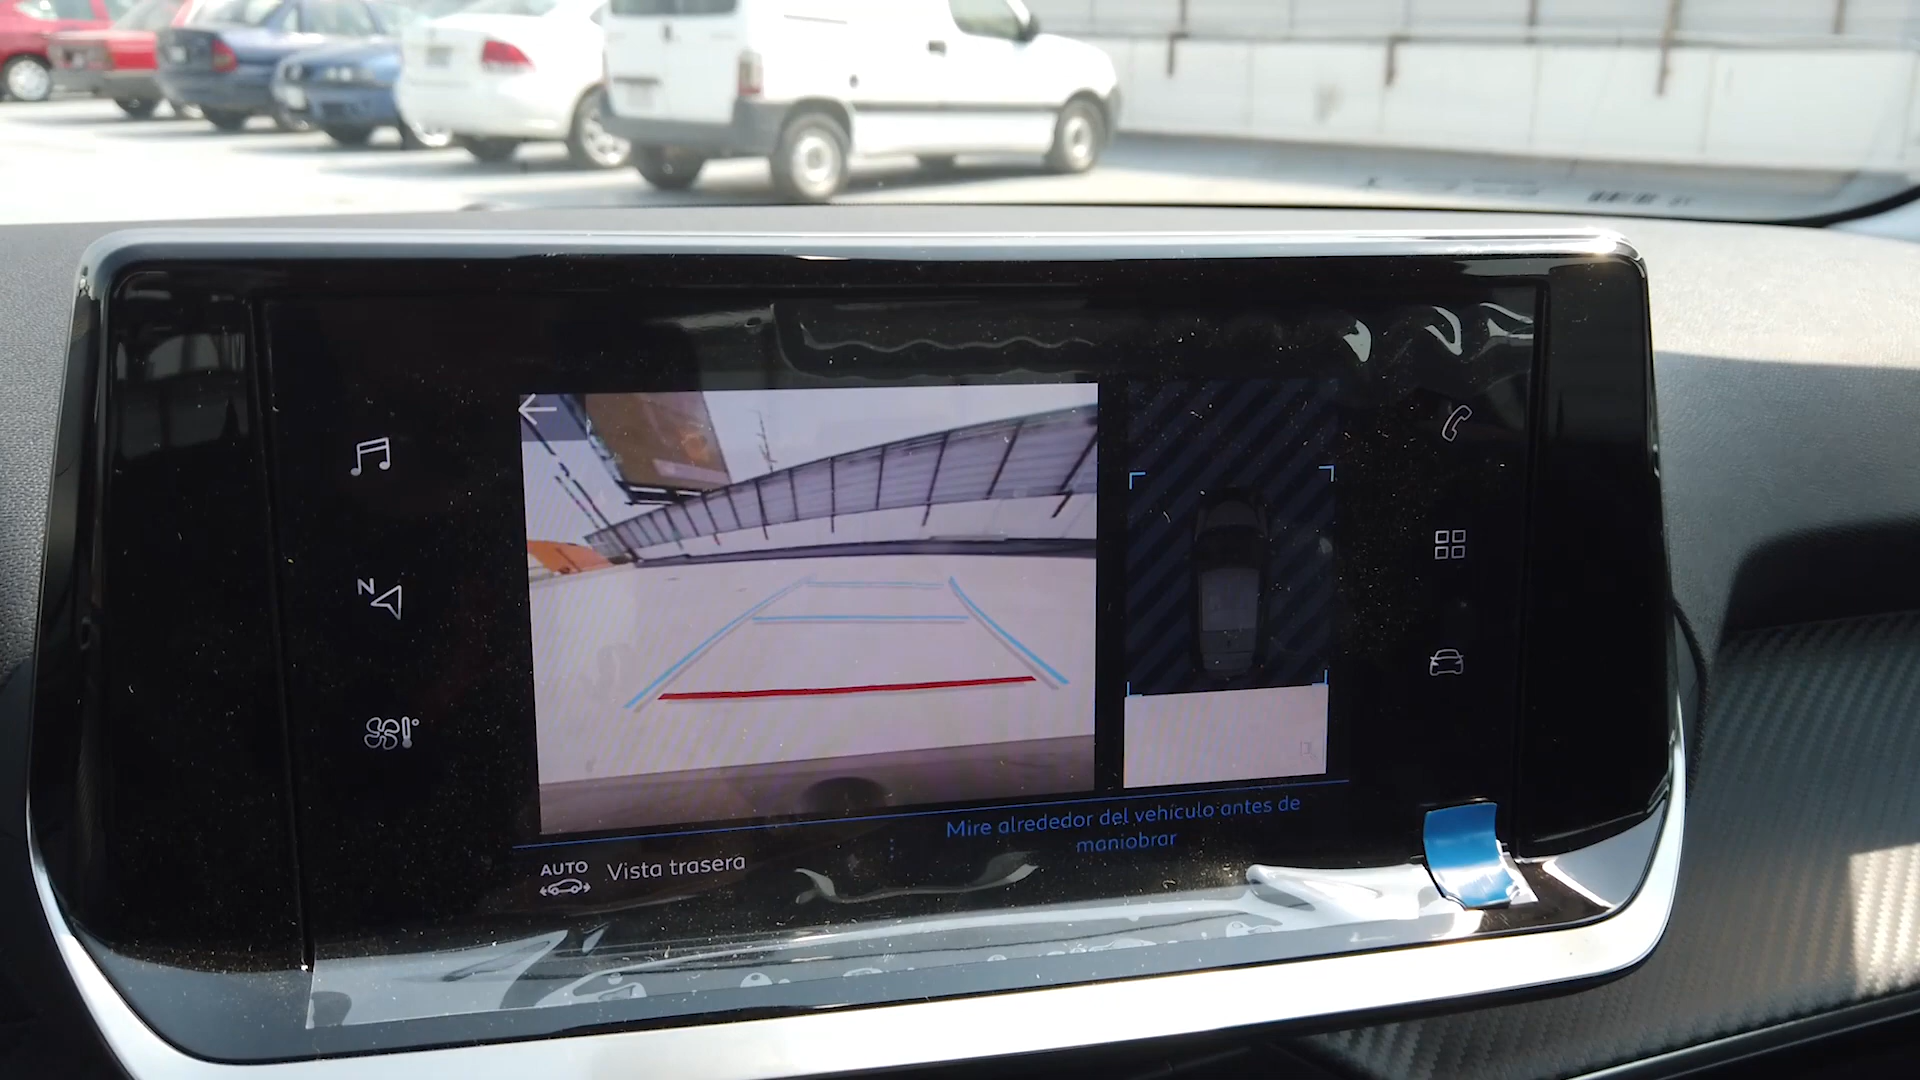 N
Mire alrededor del vehículo antes de
maniobrar
AUTO
Vista trasera